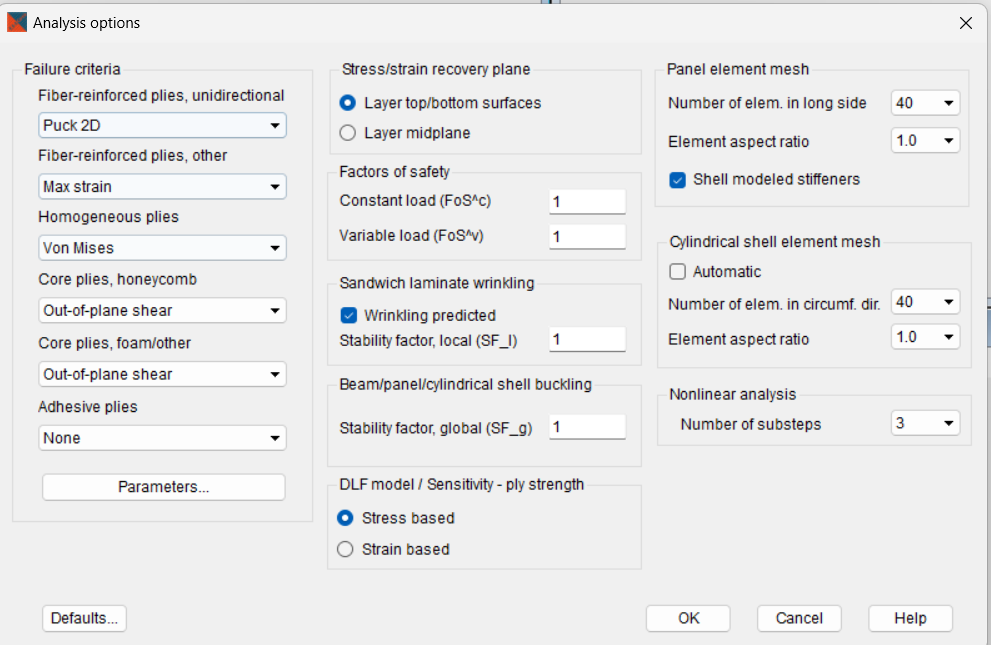 Analysis options
Failure criteria
Fiber-reinforced plies, unidirectional
Puck 2D
Fiber-reinforced plies, other
Max strain
Homogeneous plies
Von Mises
Core plies, honeycomb
Out-of-plane shear
Core plies, foam/other
Out-of-plane shear
Adhesive plies
None
Parameters...
Stress/strain recovery plane
Layer top/bottom surfaces
Layer midplane
Factors of safety
Constant load (FoS^c) 1
Variable load (FoS^v) 1
Sandwich laminate wrinkling
Wrinkling predicted
Stability factor, local (SF_l) 1
Beam/panel/cylindrical shell buckling
Stability factor, global (SF_g) 1
DLF model / Sensitivity - ply strength
Stress based
Strain based
Panel element mesh
Number of elem. in long side 40
Element aspect ratio 1.0
Shell modeled stiffeners
Cylindrical shell element mesh
Automatic
Number of elem. in circumf. dir. 40
Element aspect ratio 1.0
Nonlinear analysis
Number of substeps 3
Defaults...
OK
Cancel
Help